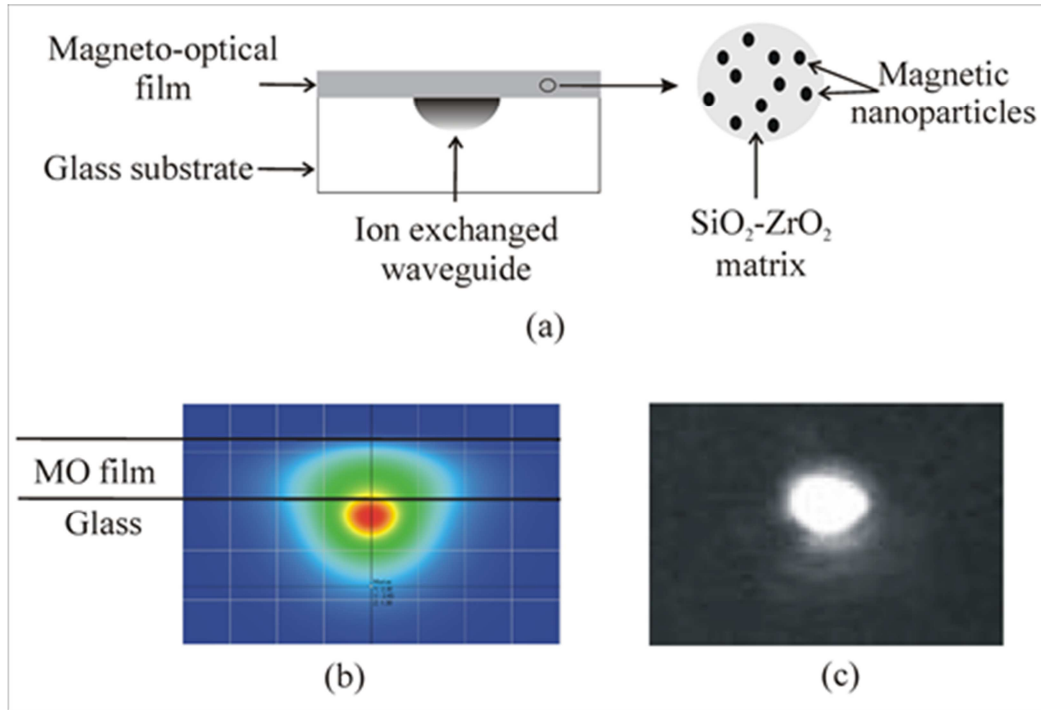 Magneto-optical
film
Glass substrate
Ion exchanged
waveguide
Magnetic
nanoparticles
SiO₂-ZrO₂
matrix
(a)
MO film
Glass
(b)
(c)